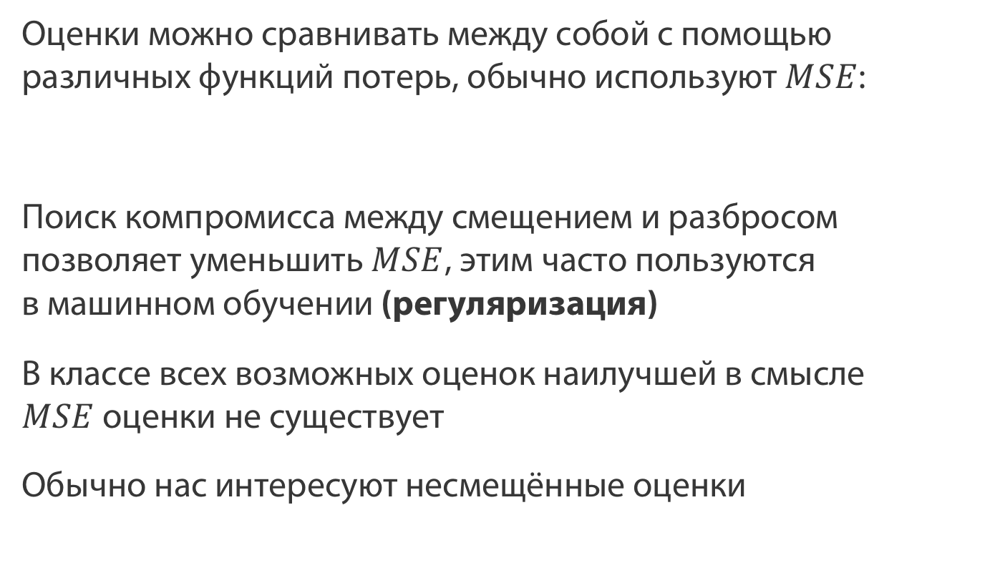 Оценки можно сравнивать между собой с помощью
различных функций потерь, обычно используют MSE:
Поиск компромисса между смещением и разбросом
позволяет уменьшить MSE, этим часто пользуются
в машинном обучении (регуляризация)
В классе всех возможных оценок наилучшей в смысле
MSE оценки не существует
Обычно нас интересуют несмещённые оценки